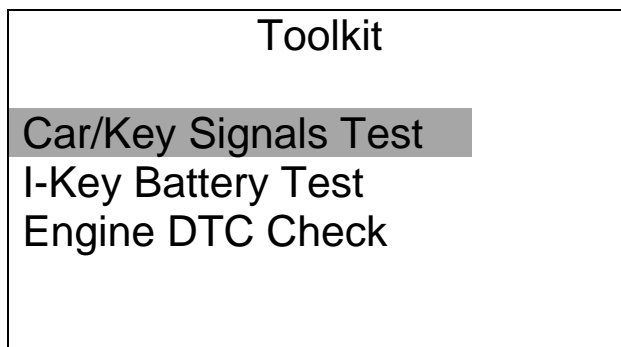 Toolkit
Car/Key Signals Test
I-Key Battery Test
Engine DTC Check